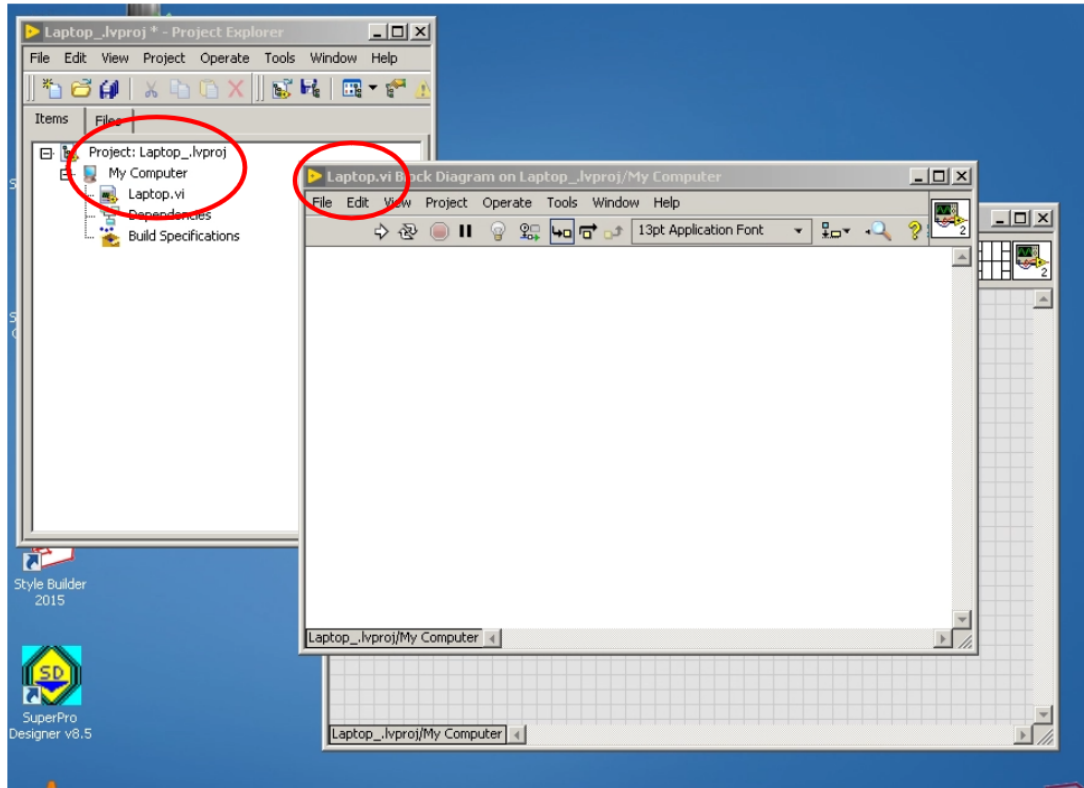 Laptop_.lvproj * - Project Explorer
File Edit View Project Operate Tools Window Help
Items Files
Project: Laptop_.lvproj
My Computer
Laptop.vi
Dependencies
Build Specifications
Laptop.vi Block Diagram on Laptop_.lvproj/My Computer
File Edit View Project Operate Tools Window Help
13pt Application Font
2
2
Laptop_.lvproj/My Computer
Laptop_.lvproj/My Computer
Style Builder
2015
SD
SuperPro
Designer v8.5